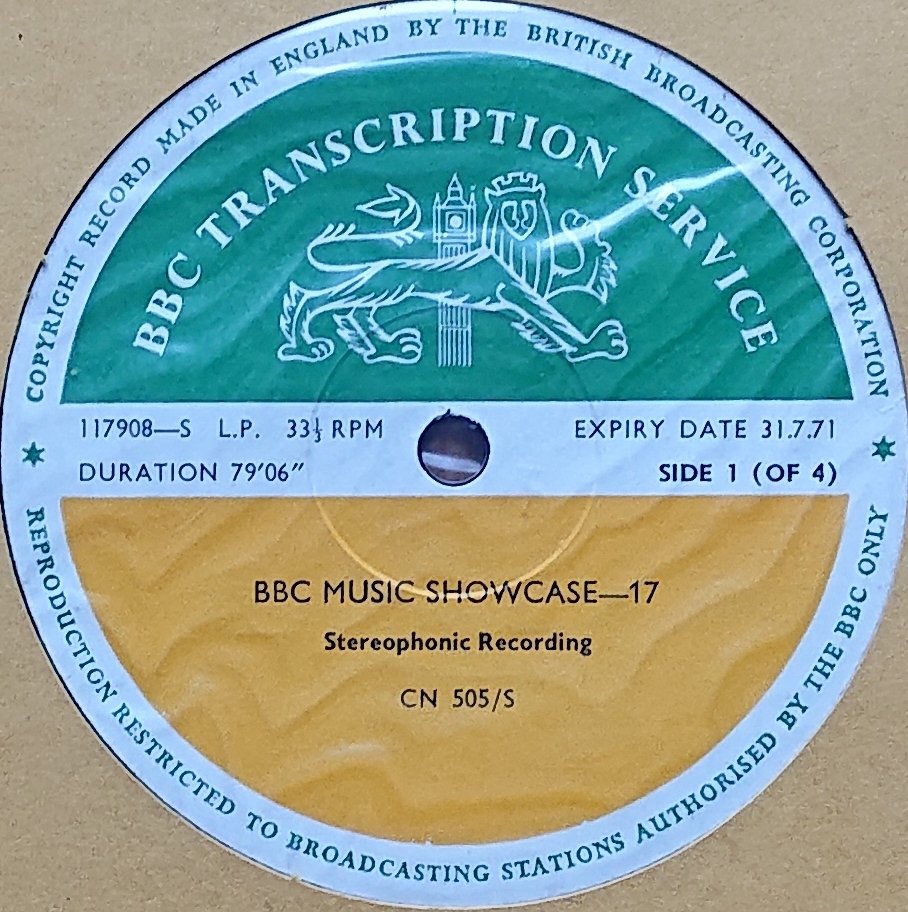 COPYRIGHT RECORD MADE IN ENGLAND BY THE BRITISH BROADCASTING CORPORATION
BBC TRANSCRIPTION SERVICE
117908—S L.P. 33⅓ RPM
EXPIRY DATE 31.7.71
DURATION 79′06″
SIDE 1 (OF 4)
BBC MUSIC SHOWCASE—17
Stereophonic Recording
CN 505/S
REPRODUCTION RESTRICTED TO BROADCASTING STATIONS AUTHORISED BY THE BBC ONLY